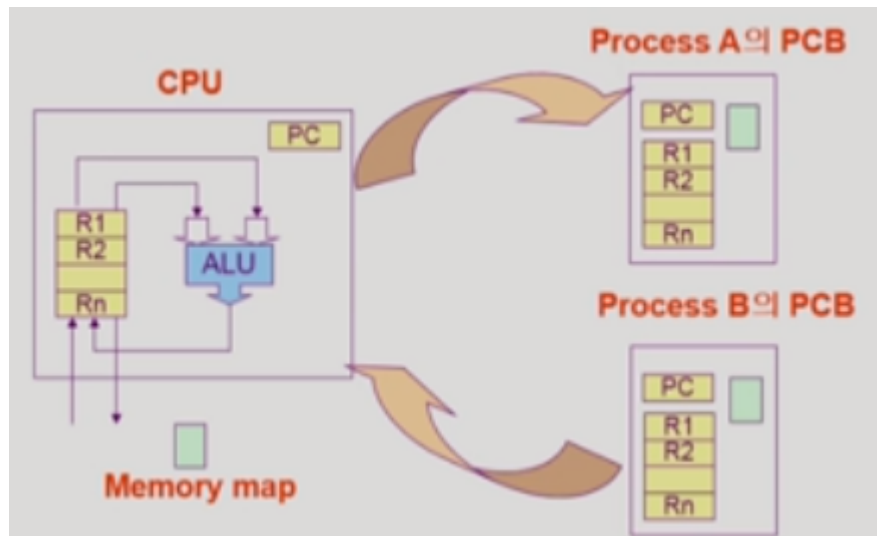 CPU
PC
R1
R2
Rn
ALU
Memory map
Process A의 PCB
PC
R1
R2
Rn
Process B의 PCB
PC
R1
R2
Rn